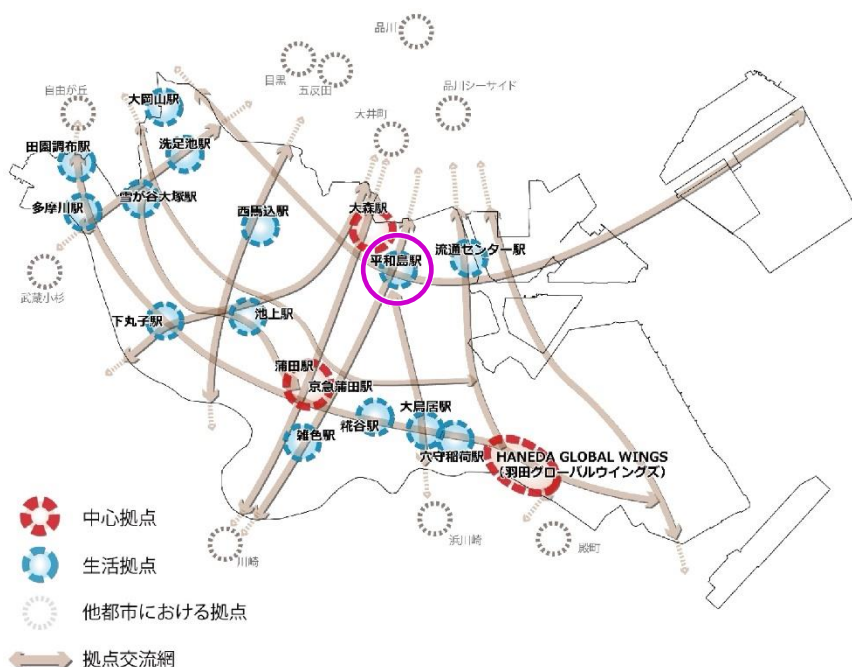 品川
目黒
五反田
自由が丘
大岡山駅
品川シーサイド
大井町
田園調布駅
洗足池駅
雪が谷大塚駅
多摩川駅
西馬込駅
大森駅
平和島駅
流通センター駅
武蔵小杉
下丸子駅
池上駅
蒲田駅
京急蒲田駅
大鳥居駅
糀谷駅
雑色駅
穴守稲荷駅
HANEDA GLOBAL WINGS
（羽田グローバルウイングズ）
川崎
浜川崎
殿町
中心拠点
生活拠点
他都市における拠点
拠点交流網